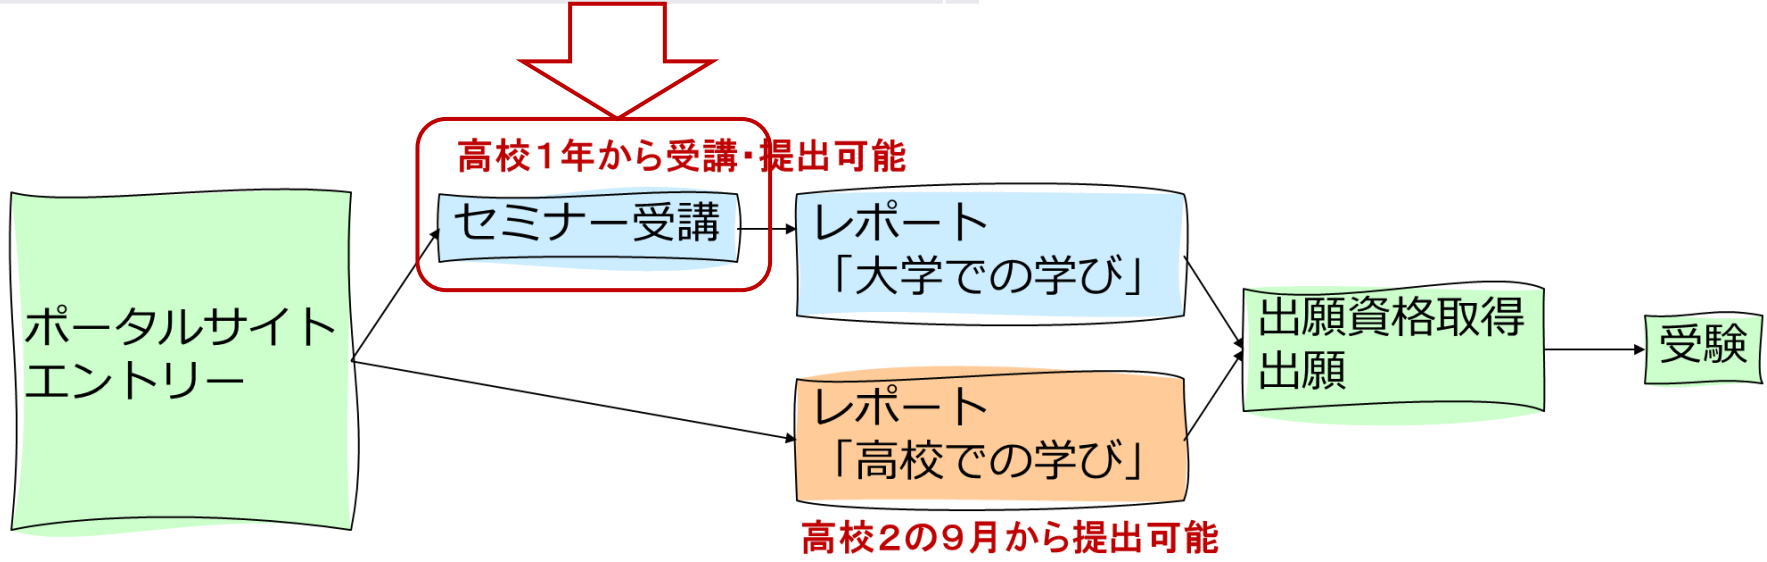 高校１年から受講・提出可能
ポータルサイト
エントリー
セミナー受講
レポート
「大学での学び」
レポート
「高校での学び」
高校２の９月から提出可能
出願資格取得
出願
受験